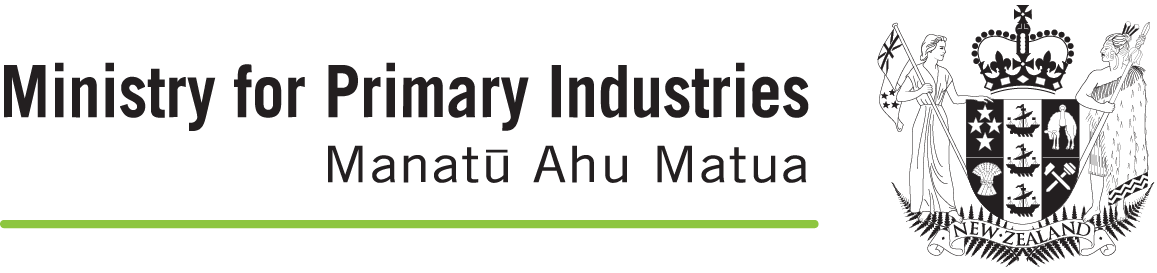 Ministry for Primary Industries
Manatū Ahu Matua
NEW·ZEALAND